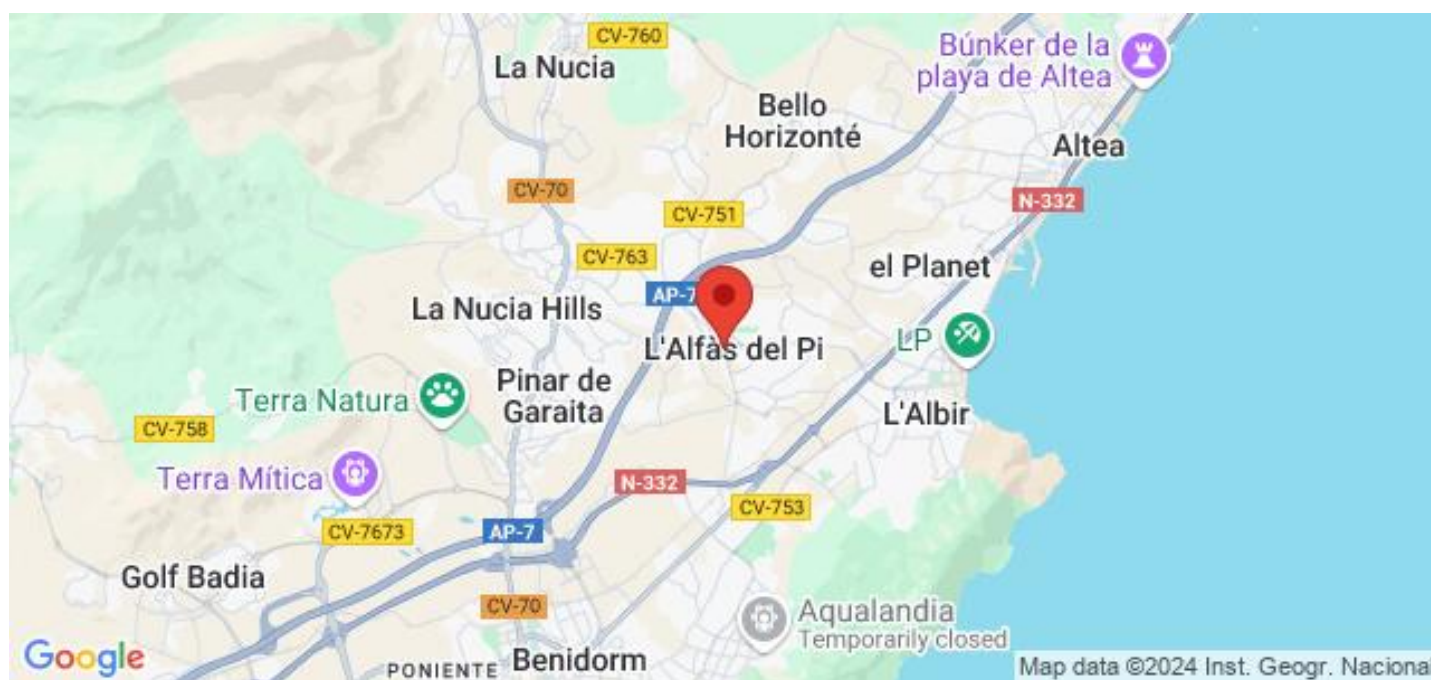 CV-760
La Nucia
Búnker de la
playa de Altea
Bello
Horizonté
Altea
CV-70
N-332
CV-751
CV-763
el Planet
AP-7
La Nucia Hills
L'Alfàs del Pi
LP
Pinar de
Garaita
Terra Natura
L'Albir
CV-758
Terra Mítica
N-332
CV-753
CV-7673
AP-7
Golf Badia
CV-70
Aqualandia
Temporarily closed
Google
PONIENTE
Benidorm
Map data ©2024 Inst. Geogr. Nacional